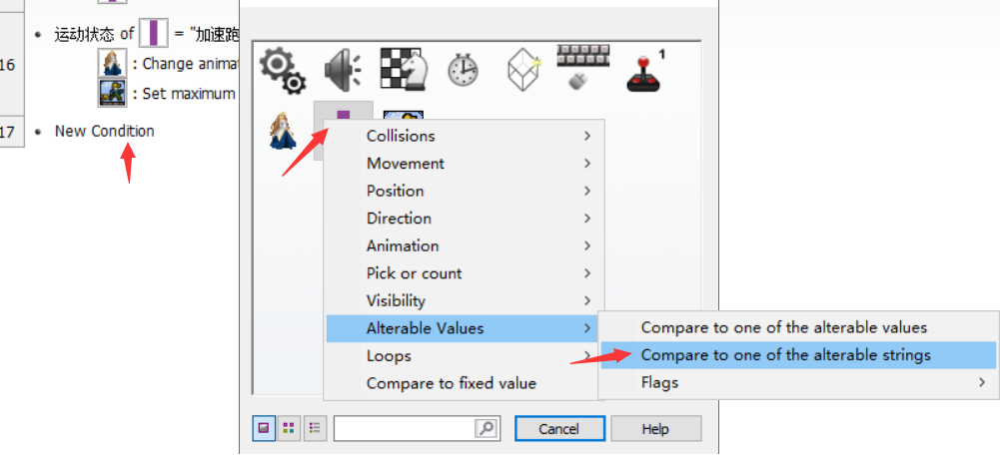 运动状态 of = "加速跑
16
: Change animat
: Set maximum
17
New Condition
1
Collisions
Movement
Position
Direction
Animation
Pick or count
Visibility
Alterable Values
Loops
Compare to fixed value
Compare to one of the alterable values
Compare to one of the alterable strings
Flags
Cancel
Help